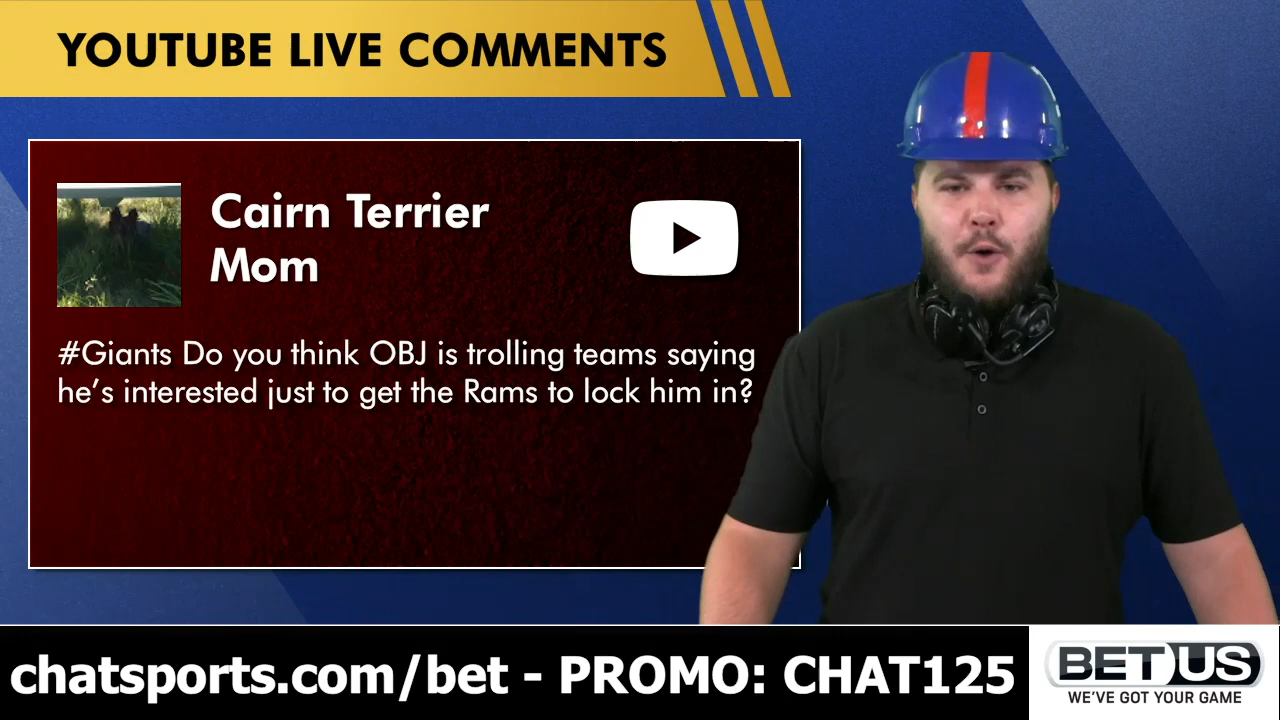 YOUTUBE LIVE COMMENTS
Cairn Terrier
Mom
#Giants Do you think OBJ is trolling teams saying
he's interested just to get the Rams to lock him in?
chatsports.com/bet - PROMO: CHAT125
BETUS
WE'VE GOT YOUR GAME